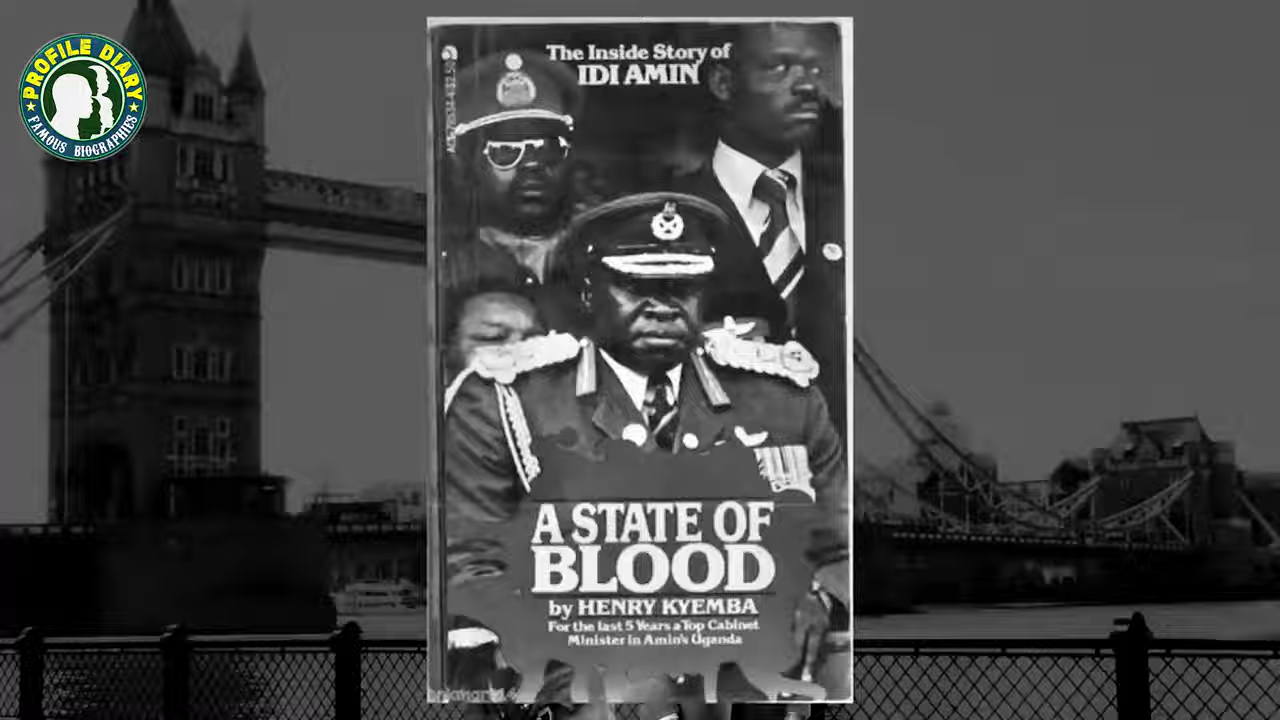 PROFILE DIARY
FAMOUS BIOGRAPHIES
The Inside Story of
IDI AMIN
A STATE OF
BLOOD
by HENRY KYEMBA
For the last 5 Years a Top Cabinet
Minister in Amin's Uganda